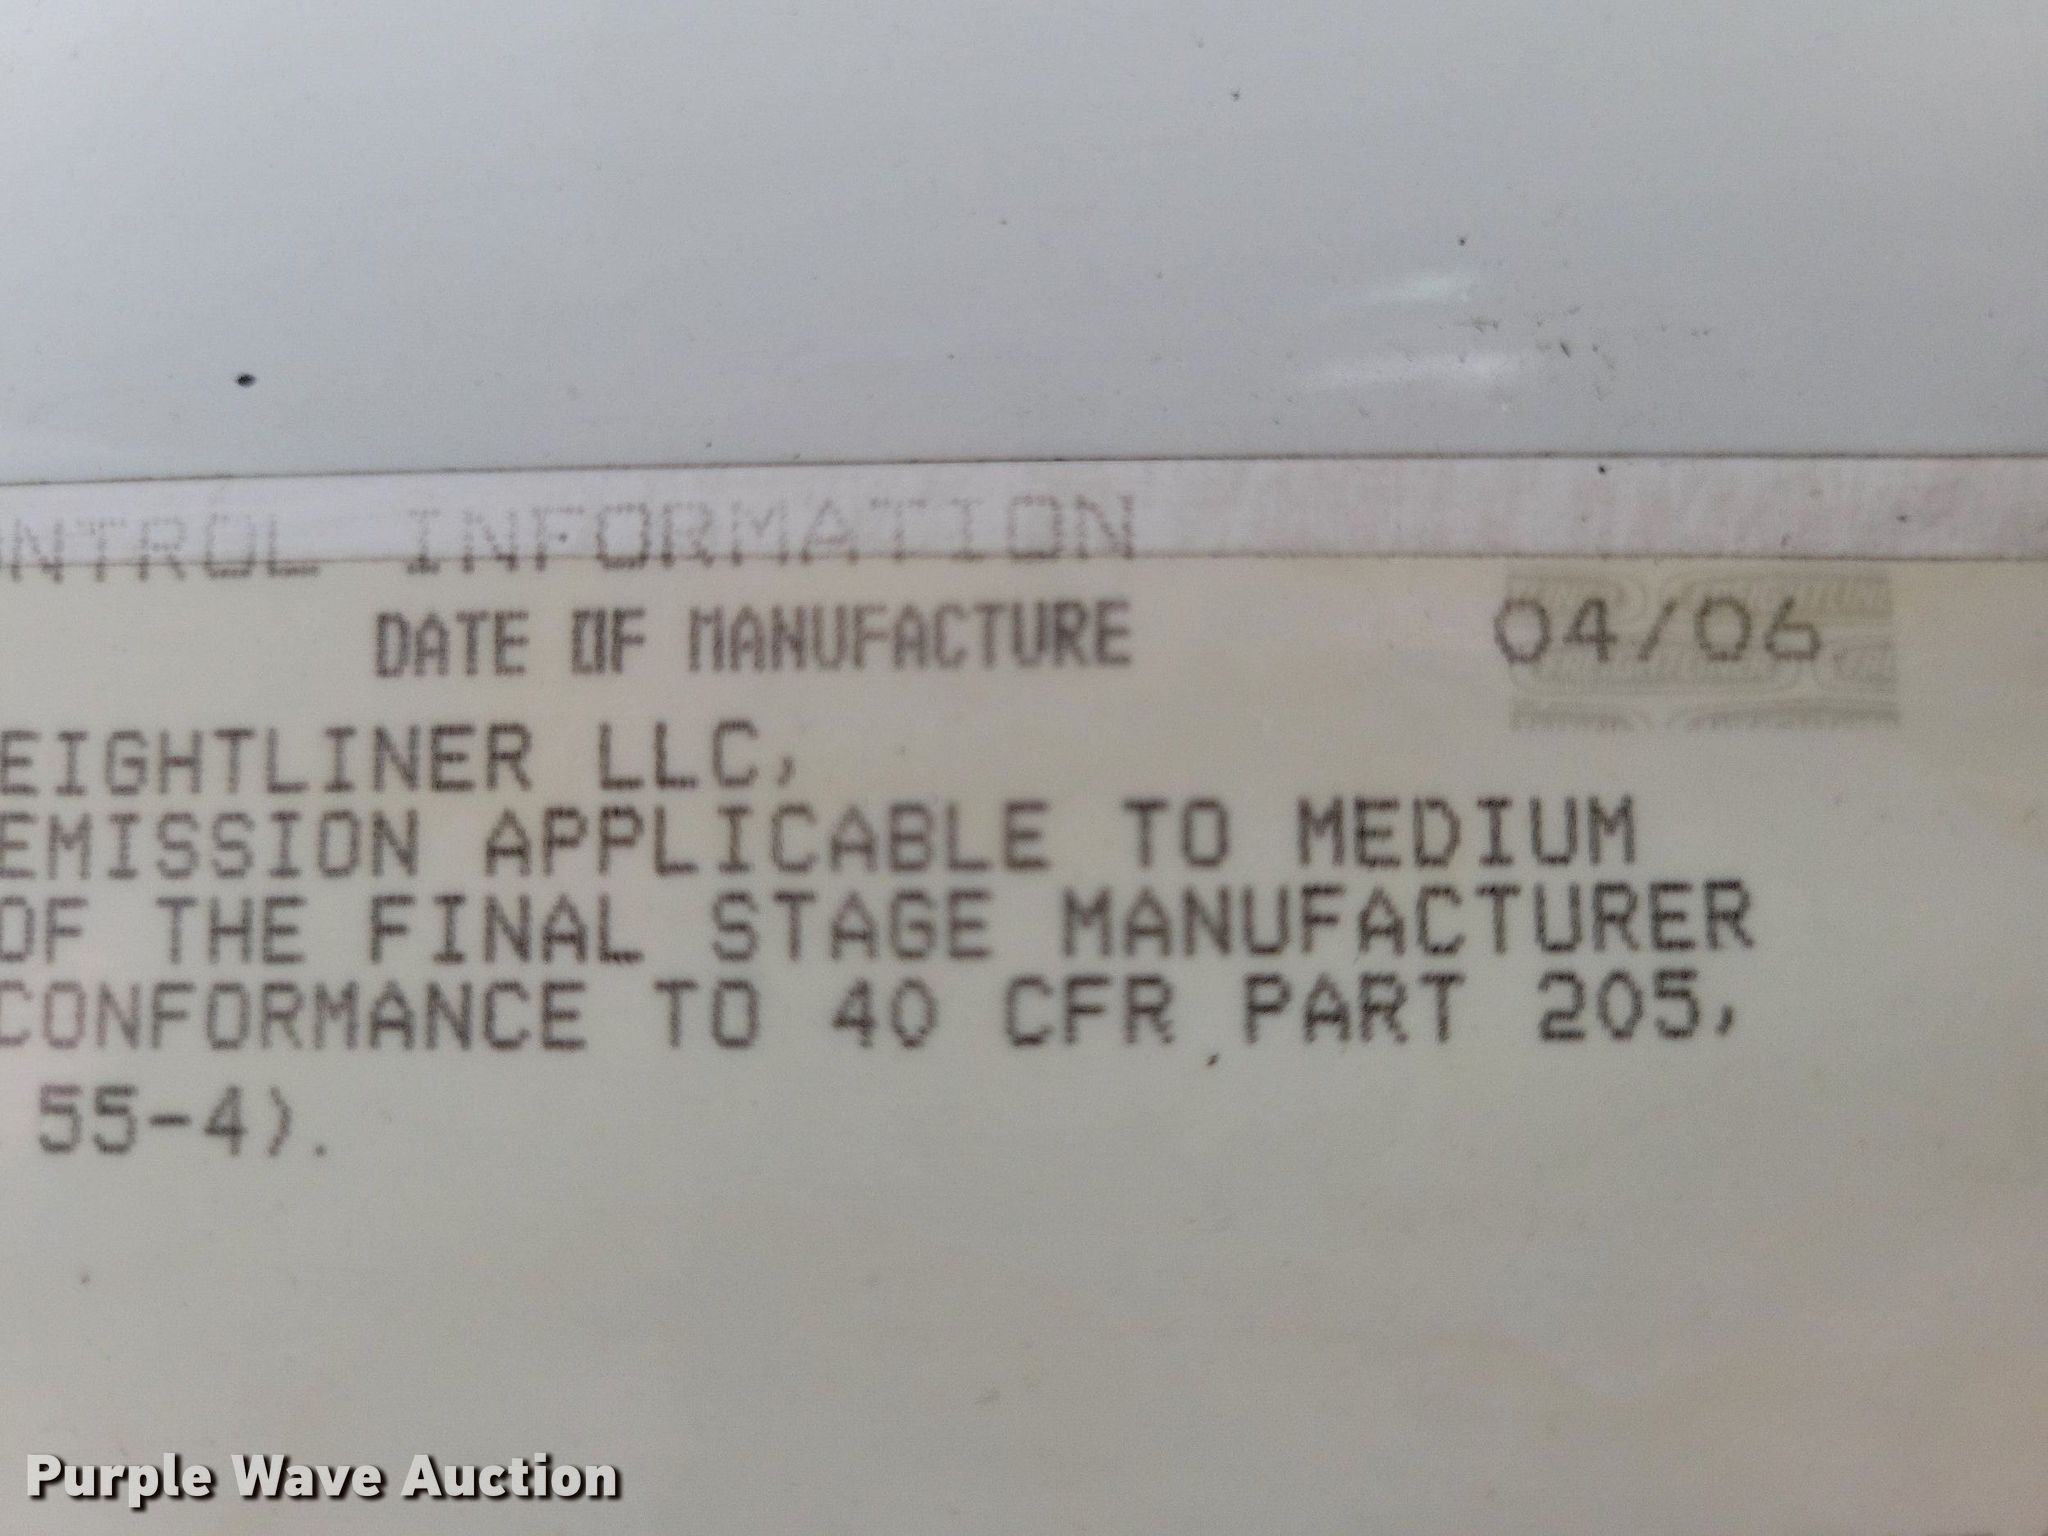 ONTROL INFORMATION
DATE OF MANUFACTURE 04/06
EIGHTLINER LLC,
EMISSION APPLICABLE TO MEDIUM
OF THE FINAL STAGE MANUFACTURER
CONFORMANCE TO 40 CFR PART 205,
55-4).
Purple Wave Auction